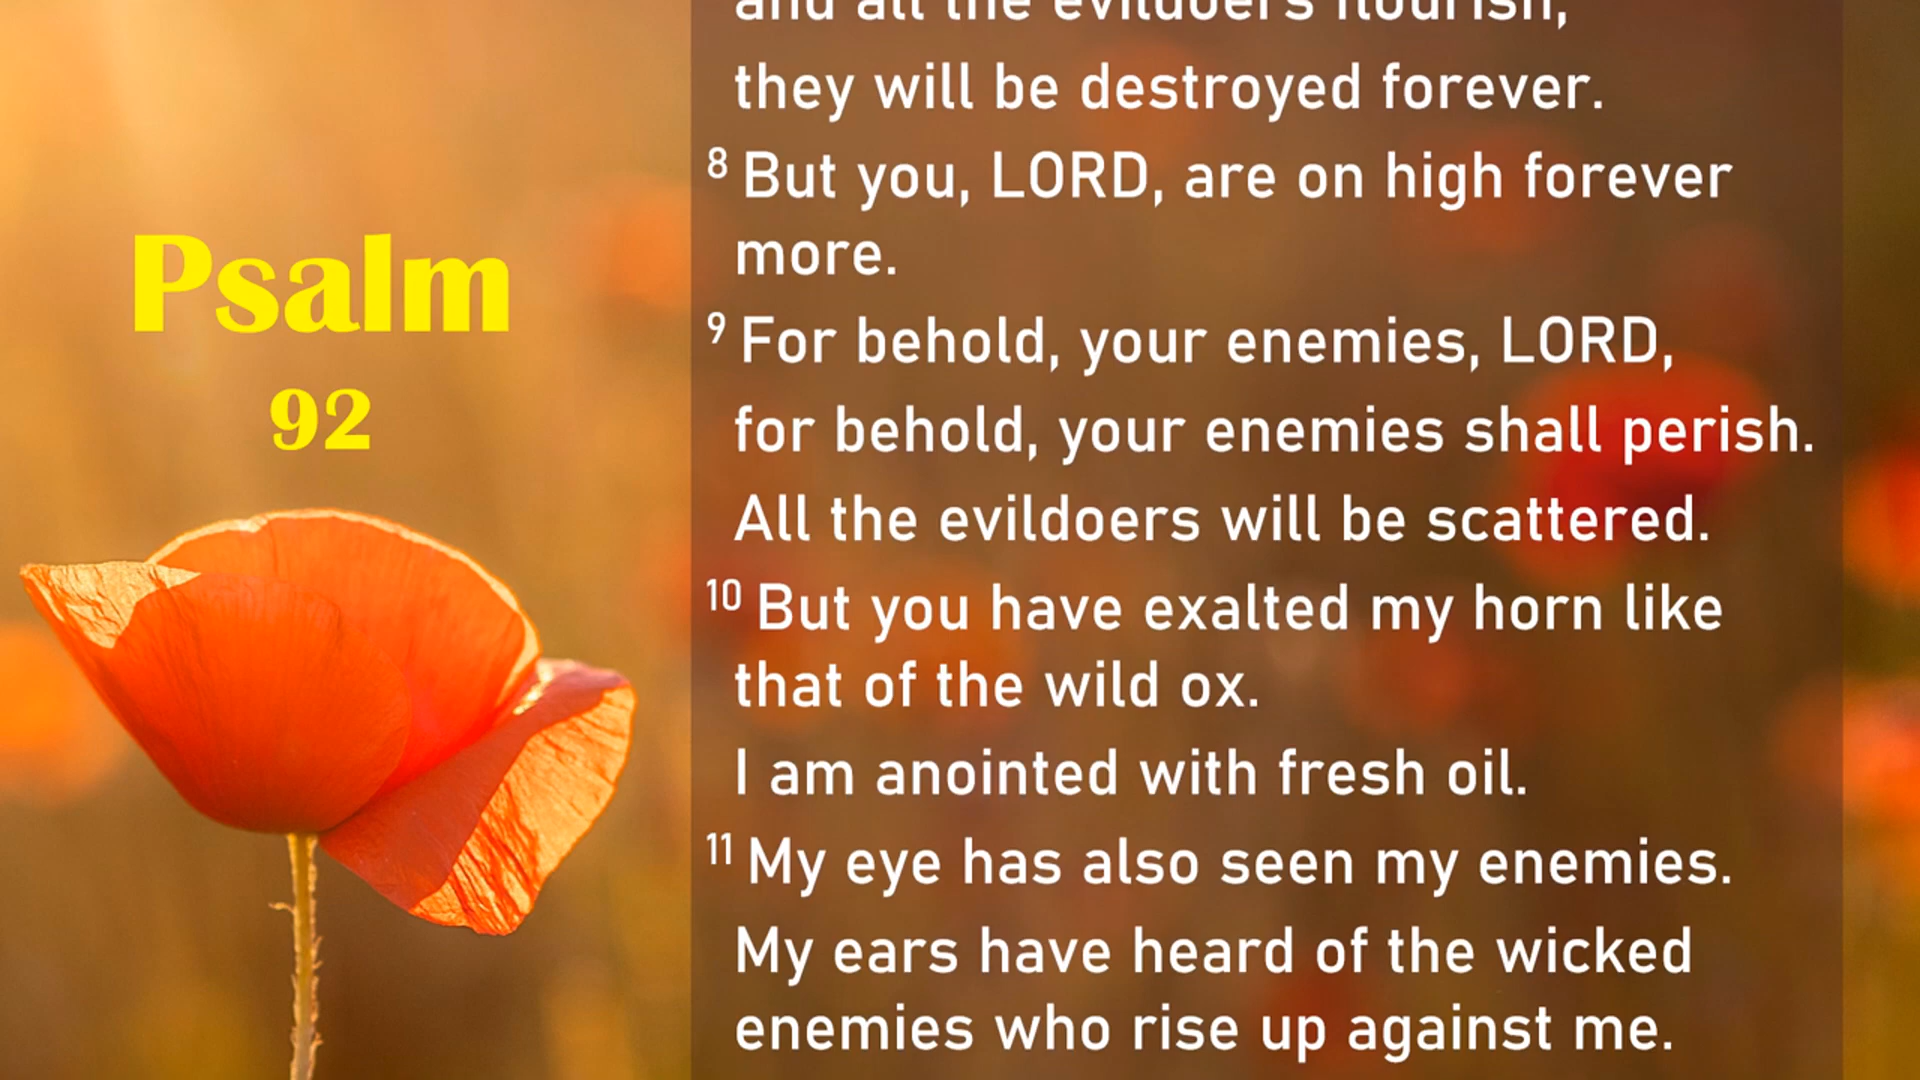 Psalm
92
and all the evildoers flourish,
they will be destroyed forever.
8 But you, LORD, are on high forever
more.
9 For behold, your enemies, LORD,
for behold, your enemies shall perish.
All the evildoers will be scattered.
10 But you have exalted my horn like
that of the wild ox.
I am anointed with fresh oil.
11 My eye has also seen my enemies.
My ears have heard of the wicked
enemies who rise up against me.